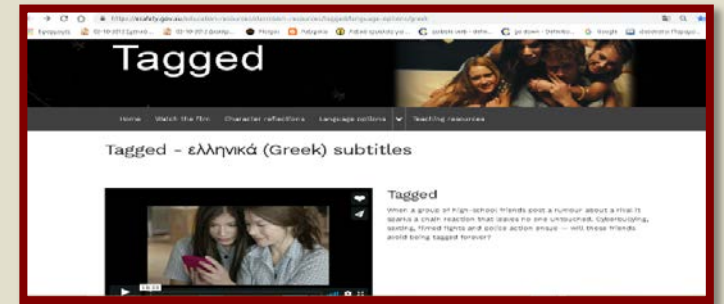 https://esafety.gov.au/education-resources/classroom-resources/tagged/language-options/greek
Google
Tagged
Home Watch the film Character reflections Language options Teaching resources
Tagged - ελληνικά (Greek) subtitles
Tagged
When a group of high-school friends post a rumour about a rival it
sparks a chain reaction that leaves no one untouched. Cyberbullying,
sexting, filmed fights and police action ensue — will these friends
avoid being tagged forever?